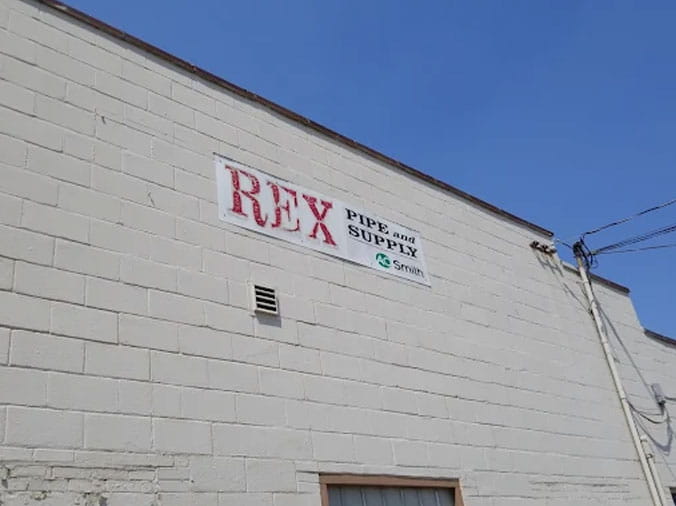 REX
PIPE and
SUPPLY
AO Smith